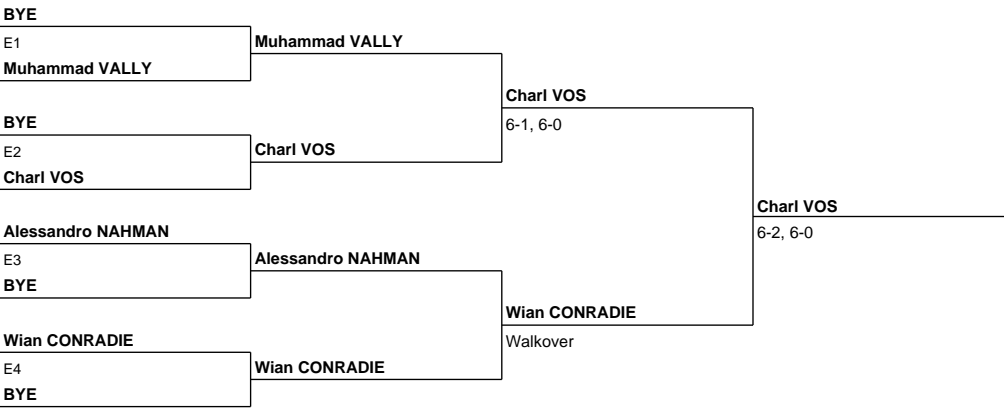 BYE
E1
Muhammad VALLY
Muhammad VALLY
BYE
E2
Charl VOS
Charl VOS
Charl VOS
6-1, 6-0
Alessandro NAHMAN
E3
BYE
Alessandro NAHMAN
Wian CONRADIE
E4
BYE
Wian CONRADIE
Wian CONRADIE
Walkover
Charl VOS
6-2, 6-0